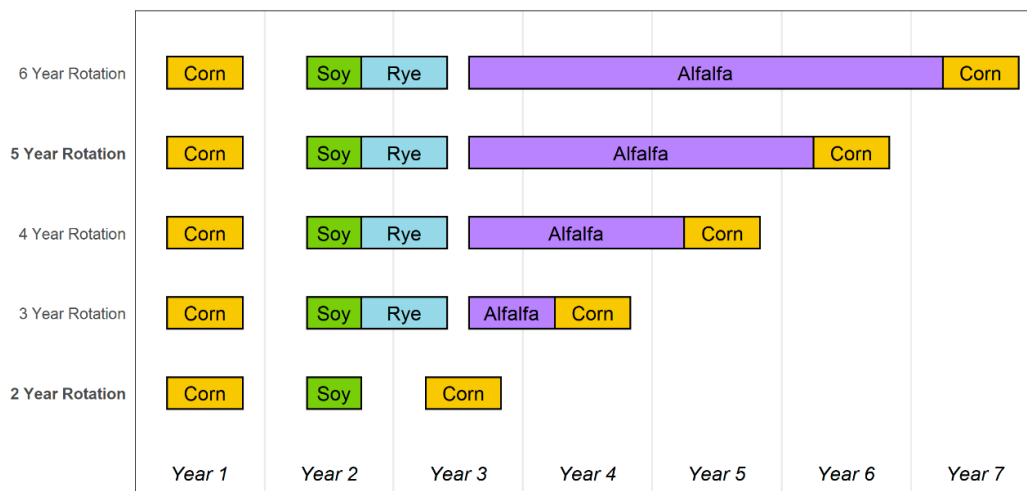 6 Year Rotation Corn Soy Rye Alfalfa Corn
5 Year Rotation Corn Soy Rye Alfalfa Corn
4 Year Rotation Corn Soy Rye Alfalfa Corn
3 Year Rotation Corn Soy Rye Alfalfa Corn
2 Year Rotation Corn Soy Corn
Year 1 Year 2 Year 3 Year 4 Year 5 Year 6 Year 7